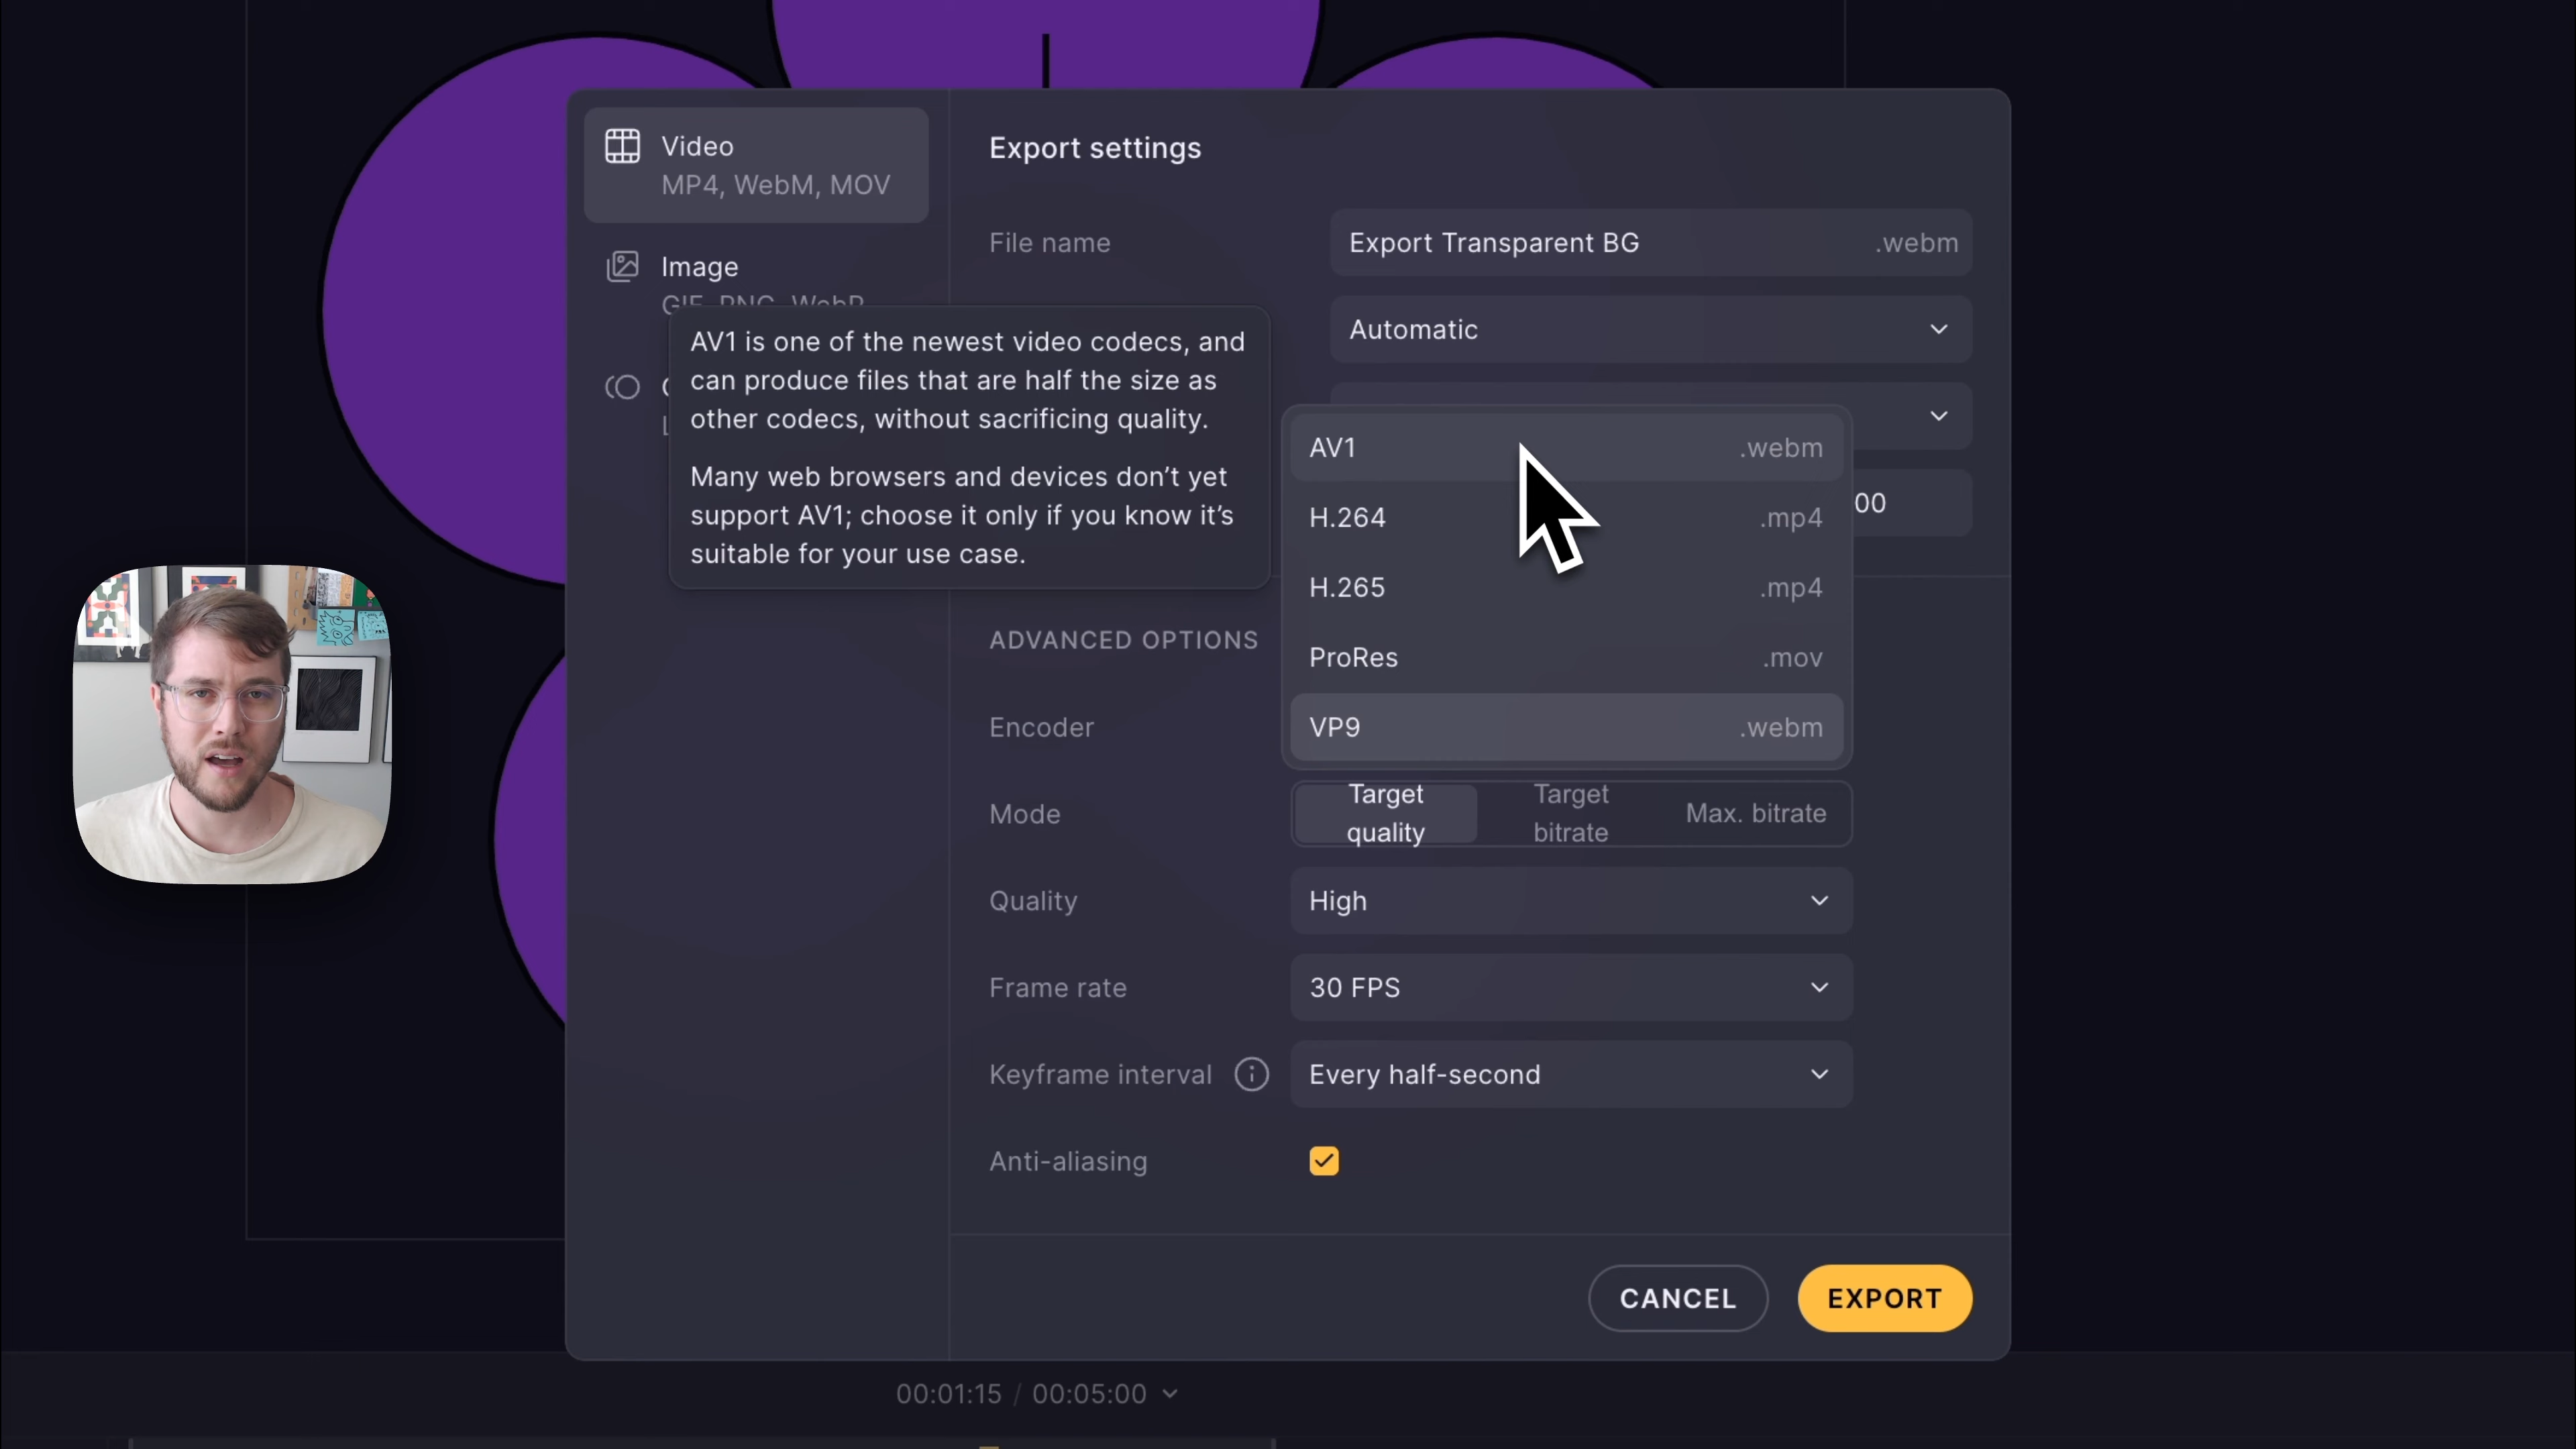 Video
MP4, WebM, MOV
Image
GIF, PNG, WebP
AV1 is one of the newest video codecs, and
can produce files that are half the size as
other codecs, without sacrificing quality.
Many web browsers and devices don’t yet
support AV1; choose it only if you know it’s
suitable for your use case.
Export settings
File name
Export Transparent BG .webm
Automatic
AV1 .webm
H.264 .mp4
H.265 .mp4
ProRes .mov
VP9 .webm
00
ADVANCED OPTIONS
Encoder
Mode
Target
quality
Target
bitrate
Max. bitrate
Quality
High
Frame rate
30 FPS
Keyframe interval
Every half-second
Anti-aliasing
CANCEL
EXPORT
00:01:15 / 00:05:00